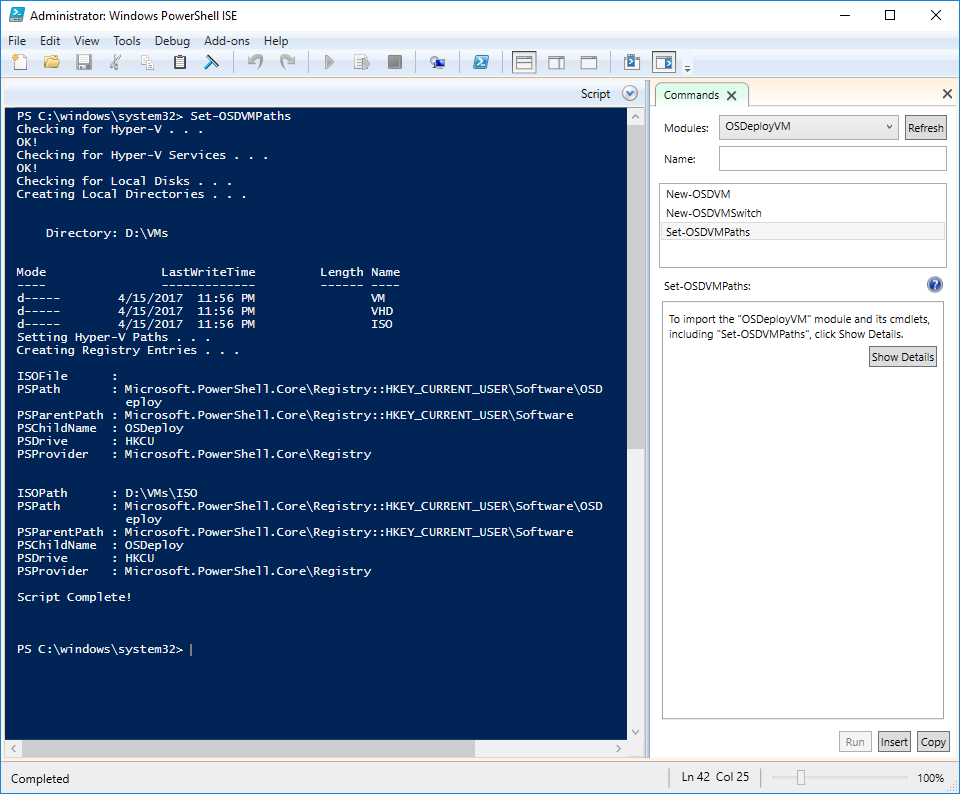 Administrator: Windows PowerShell ISE
File Edit View Tools Debug Add-ons Help
Script
PS C:\windows\system32> Set-OSDVMPaths
Checking for Hyper-V . . .
OK!
Checking for Hyper-V Services . . .
OK!
Checking for Local Disks . . .
Creating Local Directories . . .
Directory: D:\VMs
Mode LastWriteTime Length Name
---- ------------- ------ ----
d----- 4/15/2017 11:56 PM VM
d----- 4/15/2017 11:56 PM VHD
d----- 4/15/2017 11:56 PM ISO
Setting Hyper-V Paths . . .
Creating Registry Entries . . .
ISOFile :
PSPath : Microsoft.PowerShell.Core\Registry::HKEY_CURRENT_USER\Software\OSD
eploy
PSParentPath : Microsoft.PowerShell.Core\Registry::HKEY_CURRENT_USER\Software
PSChildName : OSDeploy
PSDrive : HKCU
PSProvider : Microsoft.PowerShell.Core\Registry
ISOPath : D:\VMs\ISO
PSPath : Microsoft.PowerShell.Core\Registry::HKEY_CURRENT_USER\Software\OSD
eploy
PSParentPath : Microsoft.PowerShell.Core\Registry::HKEY_CURRENT_USER\Software
PSChildName : OSDeploy
PSDrive : HKCU
PSProvider : Microsoft.PowerShell.Core\Registry
Script Complete!
PS C:\windows\system32>
Commands
Modules: OSDeployVM Refresh
Name:
New-OSDVM
New-OSDVMSwitch
Set-OSDVMPaths
Set-OSDVMPaths: ?
To import the "OSDeployVM" module and its cmdlets,
including "Set-OSDVMPaths", click Show Details.
Show Details
Run Insert Copy
Completed Ln 42 Col 25 100%